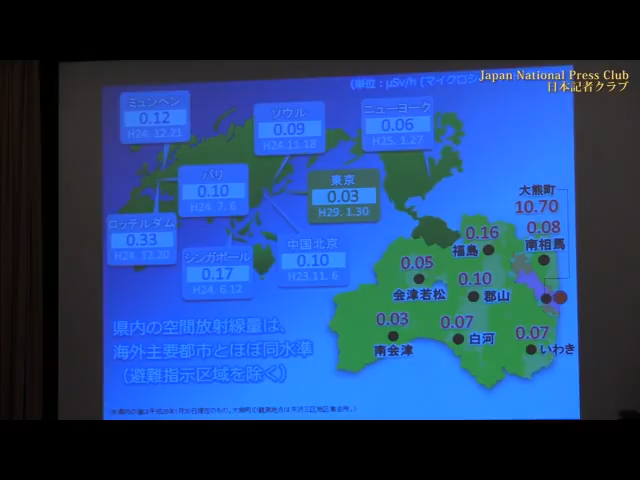 Japan National Press Club
日本記者クラブ
(単位：μSv/h (マイクロシ
ミュンヘン
0.12
H24. 12.21
ソウル
0.09
H24.11.18
ニューヨーク
0.06
H25. 1.27
パリ
0.10
H24. 7. 6
東京
0.03
H29. 1.30
ロッテルダム
0.33
H24. 12.20
シンガポール
0.17
H24. 6.12
中国北京
0.10
H23.11. 6
大熊町
10.70
0.08
南相馬
0.16
福島
0.05
会津若松
0.10
郡山
0.03
南会津
0.07
白河
0.07
いわき
県内の空間放射線量は、
海外主要都市とほぼ同水準
（避難指示区域を除く）